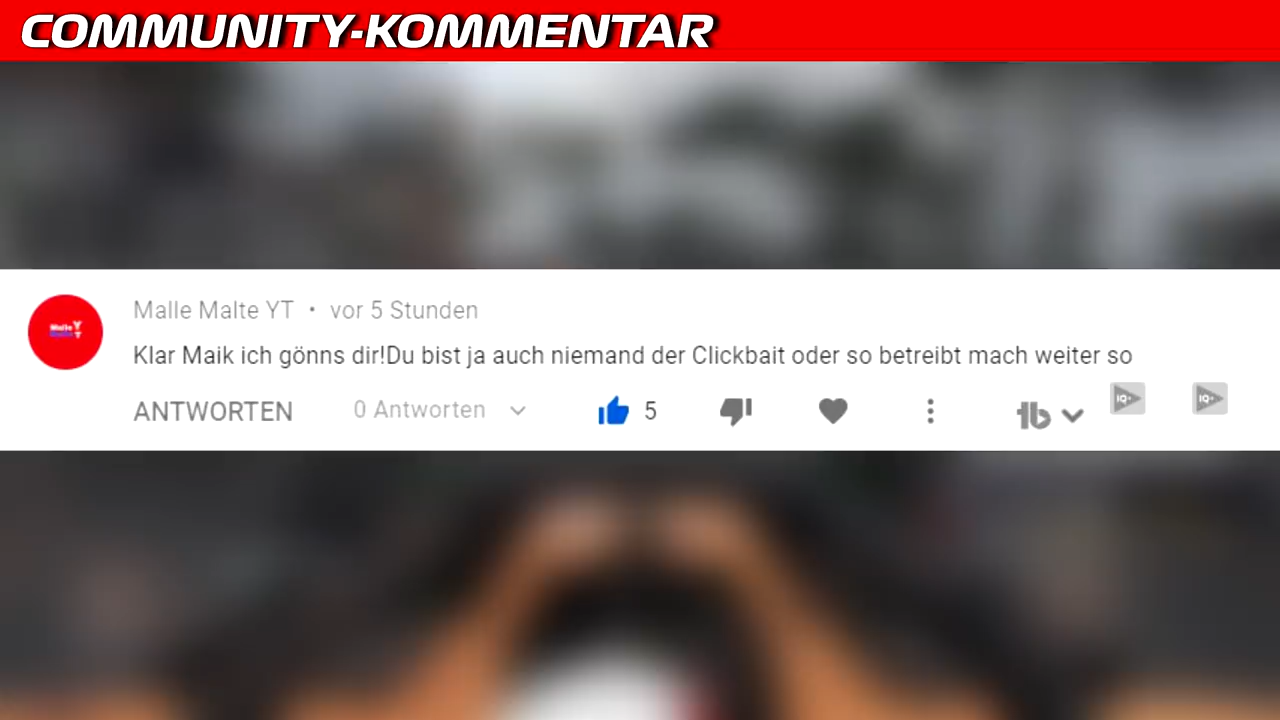 COMMUNITY-KOMMENTAR
Malle Malte YT • vor 5 Stunden
Klar Maik ich gönns dir!Du bist ja auch niemand der Clickbait oder so betreibt mach weiter so
ANTWORTEN 0 Antworten 5